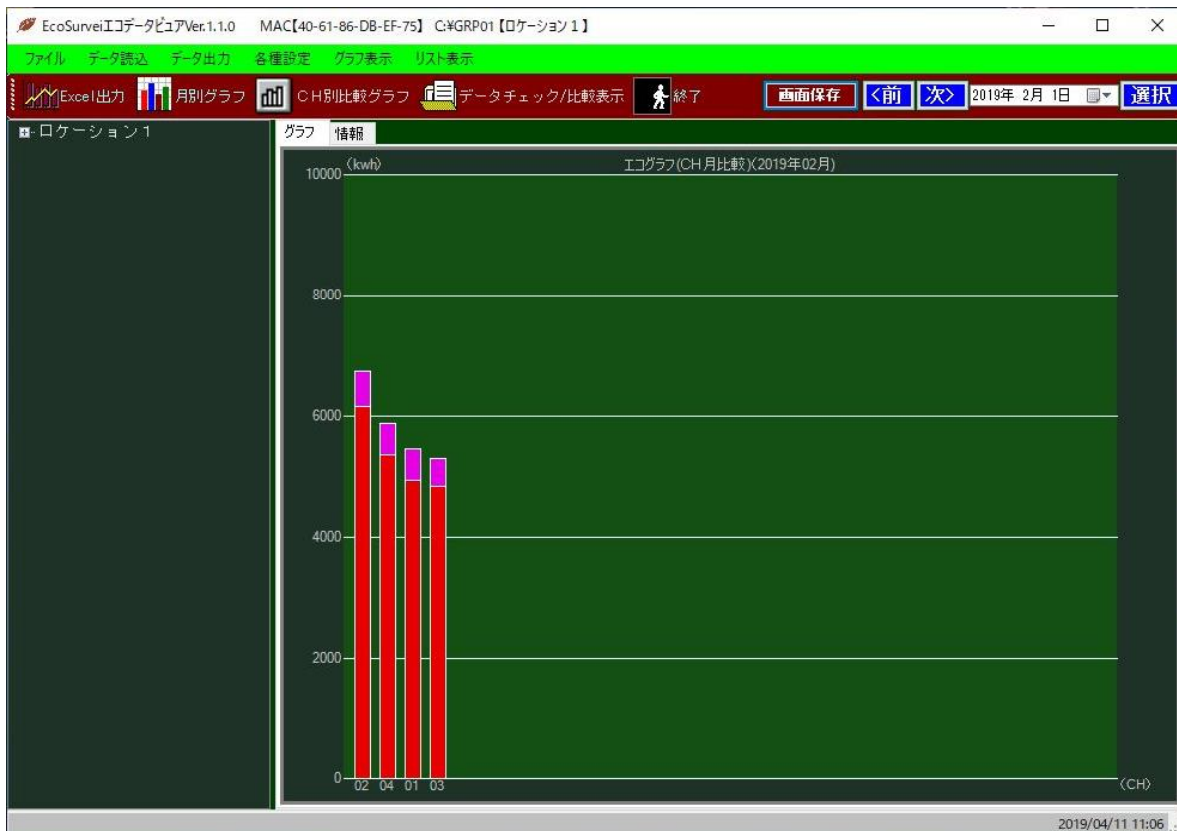 EcoSurveiエコデータビュアVer.1.1.0 MAC【40-61-86-DB-EF-75】 C:¥GRP01【ロケーション１】
ファイル データ読込 データ出力 各種設定 グラフ表示 リスト表示
Excel出力 月別グラフ ＣＨ別比較グラフ データチェック/比較表示 終了 画面保存 <前 次> 2019年 2月 1日 選択
ロケーション１
グラフ 情報
(kwh) エコグラフ(CH月比較)(2019年02月)
10000
8000
6000
4000
2000
0
02 04 01 03 (CH)
2019/04/11 11:06